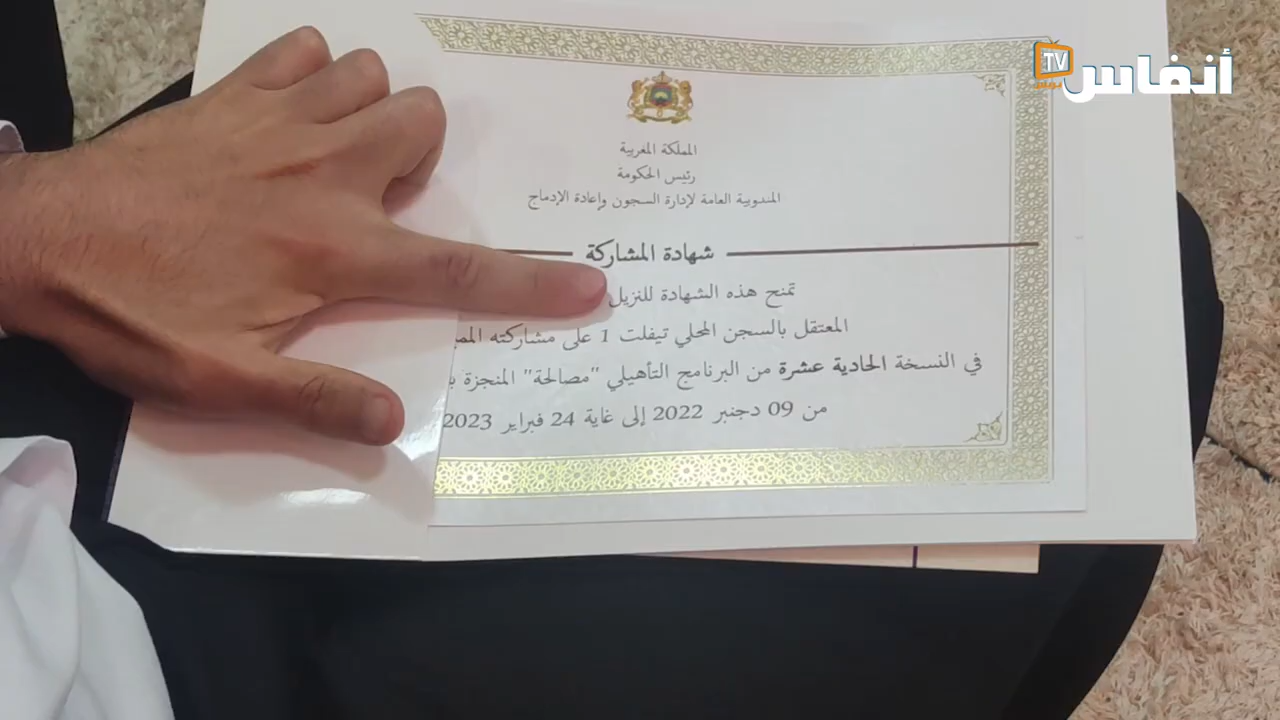 أنفاس
TV
المملكة المغربية
رئيس الحكومة
المندوبية العامة لإدارة السجون وإعادة الإدماج
شهادة المشاركة
تمنح هذه الشهادة للنزيل
المعتقل بالسجن المحلي تيفلت 1 على مشاركته
في النسخة الحادية عشرة من البرنامج التأهيلي "مصالحة" المنجزة
من 09 دجنبر 2022 إلى غاية 24 فبراير 2023